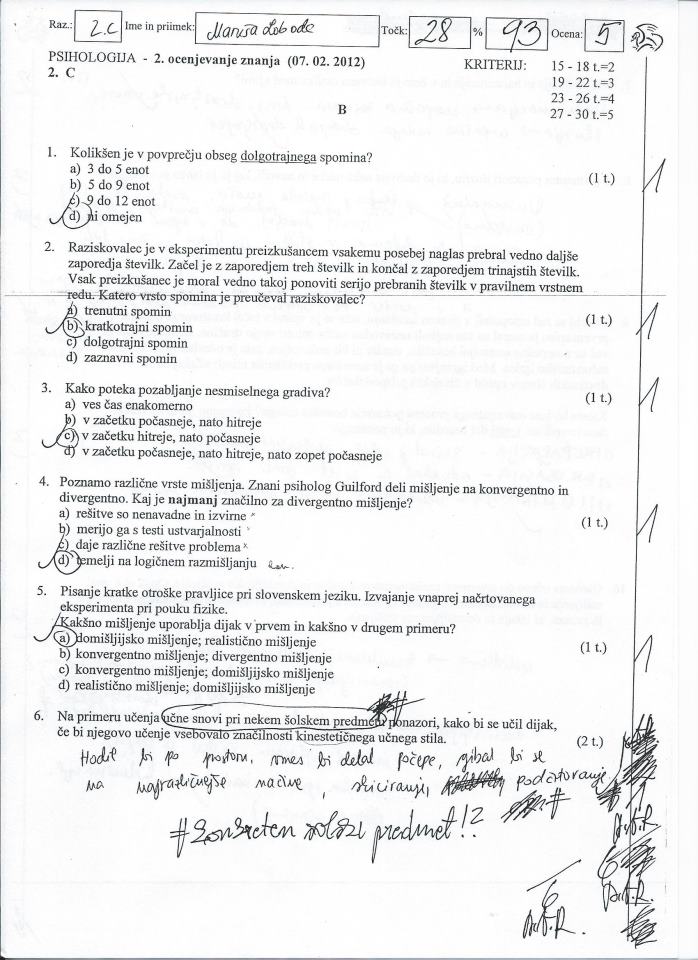 Raz.: 2.C Ime in priimek: Maruša Lobode Točk: 28 % 93 Ocena: 5
PSIHOLOGIJA - 2. ocenjevanje znanja (07. 02. 2012)
2. C
KRITERIJ: 15 - 18 t.=2
19 - 22 t.=3
23 - 26 t.=4
27 - 30 t.=5
B
1. Kolikšen je v povprečju obseg dolgotrajnega spomina?
a) 3 do 5 enot (1 t.) 1
b) 5 do 9 enot
c) 9 do 12 enot
d) ni omejen
2. Raziskovalec je v eksperimentu preizkušancem vsakemu posebej naglas prebral vedno daljše
zaporedja številk. Začel je z zaporedjem treh številk in končal z zaporedjem trinajstih številk.
Vsak preizkušanec je moral vedno takoj ponoviti serijo prebranih številk v pravilnem vrstnem
redu. Katero vrsto spomina je preučeval raziskovalec?
a) trenutni spomin (1 t.) 1
b) kratkotrajni spomin
c) dolgotrajni spomin
d) zaznavni spomin
3. Kako poteka pozabljanje nesmiselnega gradiva?
a) ves čas enakomerno (1 t.) 1
b) v začetku počasneje, nato hitreje
c) v začetku hitreje, nato počasneje
d) v začetku počasneje, nato hitreje, nato zopet počasneje
4. Poznamo različne vrste mišljenja. Znani psiholog Guilford deli mišljenje na konvergentno in
divergentno. Kaj je najmanj značilno za divergentno mišljenje?
a) rešitve so nenavadne in izvirne x (1 t.) 1
b) merijo ga s testi ustvarjalnosti x
c) daje različne rešitve problema x
d) temelji na logičnem razmišljanju kon.
5. Pisanje kratke otroške pravljice pri slovenskem jeziku. Izvajanje vnaprej načrtovanega
eksperimenta pri pouku fizike.
Kakšno mišljenje uporablja dijak v prvem in kakšno v drugem primeru?
a) domišljijsko mišljenje; realistično mišljenje (1 t.) 1
b) konvergentno mišljenje; divergentno mišljenje
c) konvergentno mišljenje; domišljijsko mišljenje
d) realistično mišljenje; domišljijsko mišljenje
6. Na primeru učenja učne snovi pri nekem šolskem predmetu ponazori, kako bi se učil dijak,
če bi njegovo učenje vsebovalo značilnosti kinestetičnega učnega stila. (2 t.)
Hodil bi po prostoru, vmes bi delal počepe, gibal bi se
na najrazličnejše načine, skiciranje, podčrtovanje
# konkreten šolski predmet!?